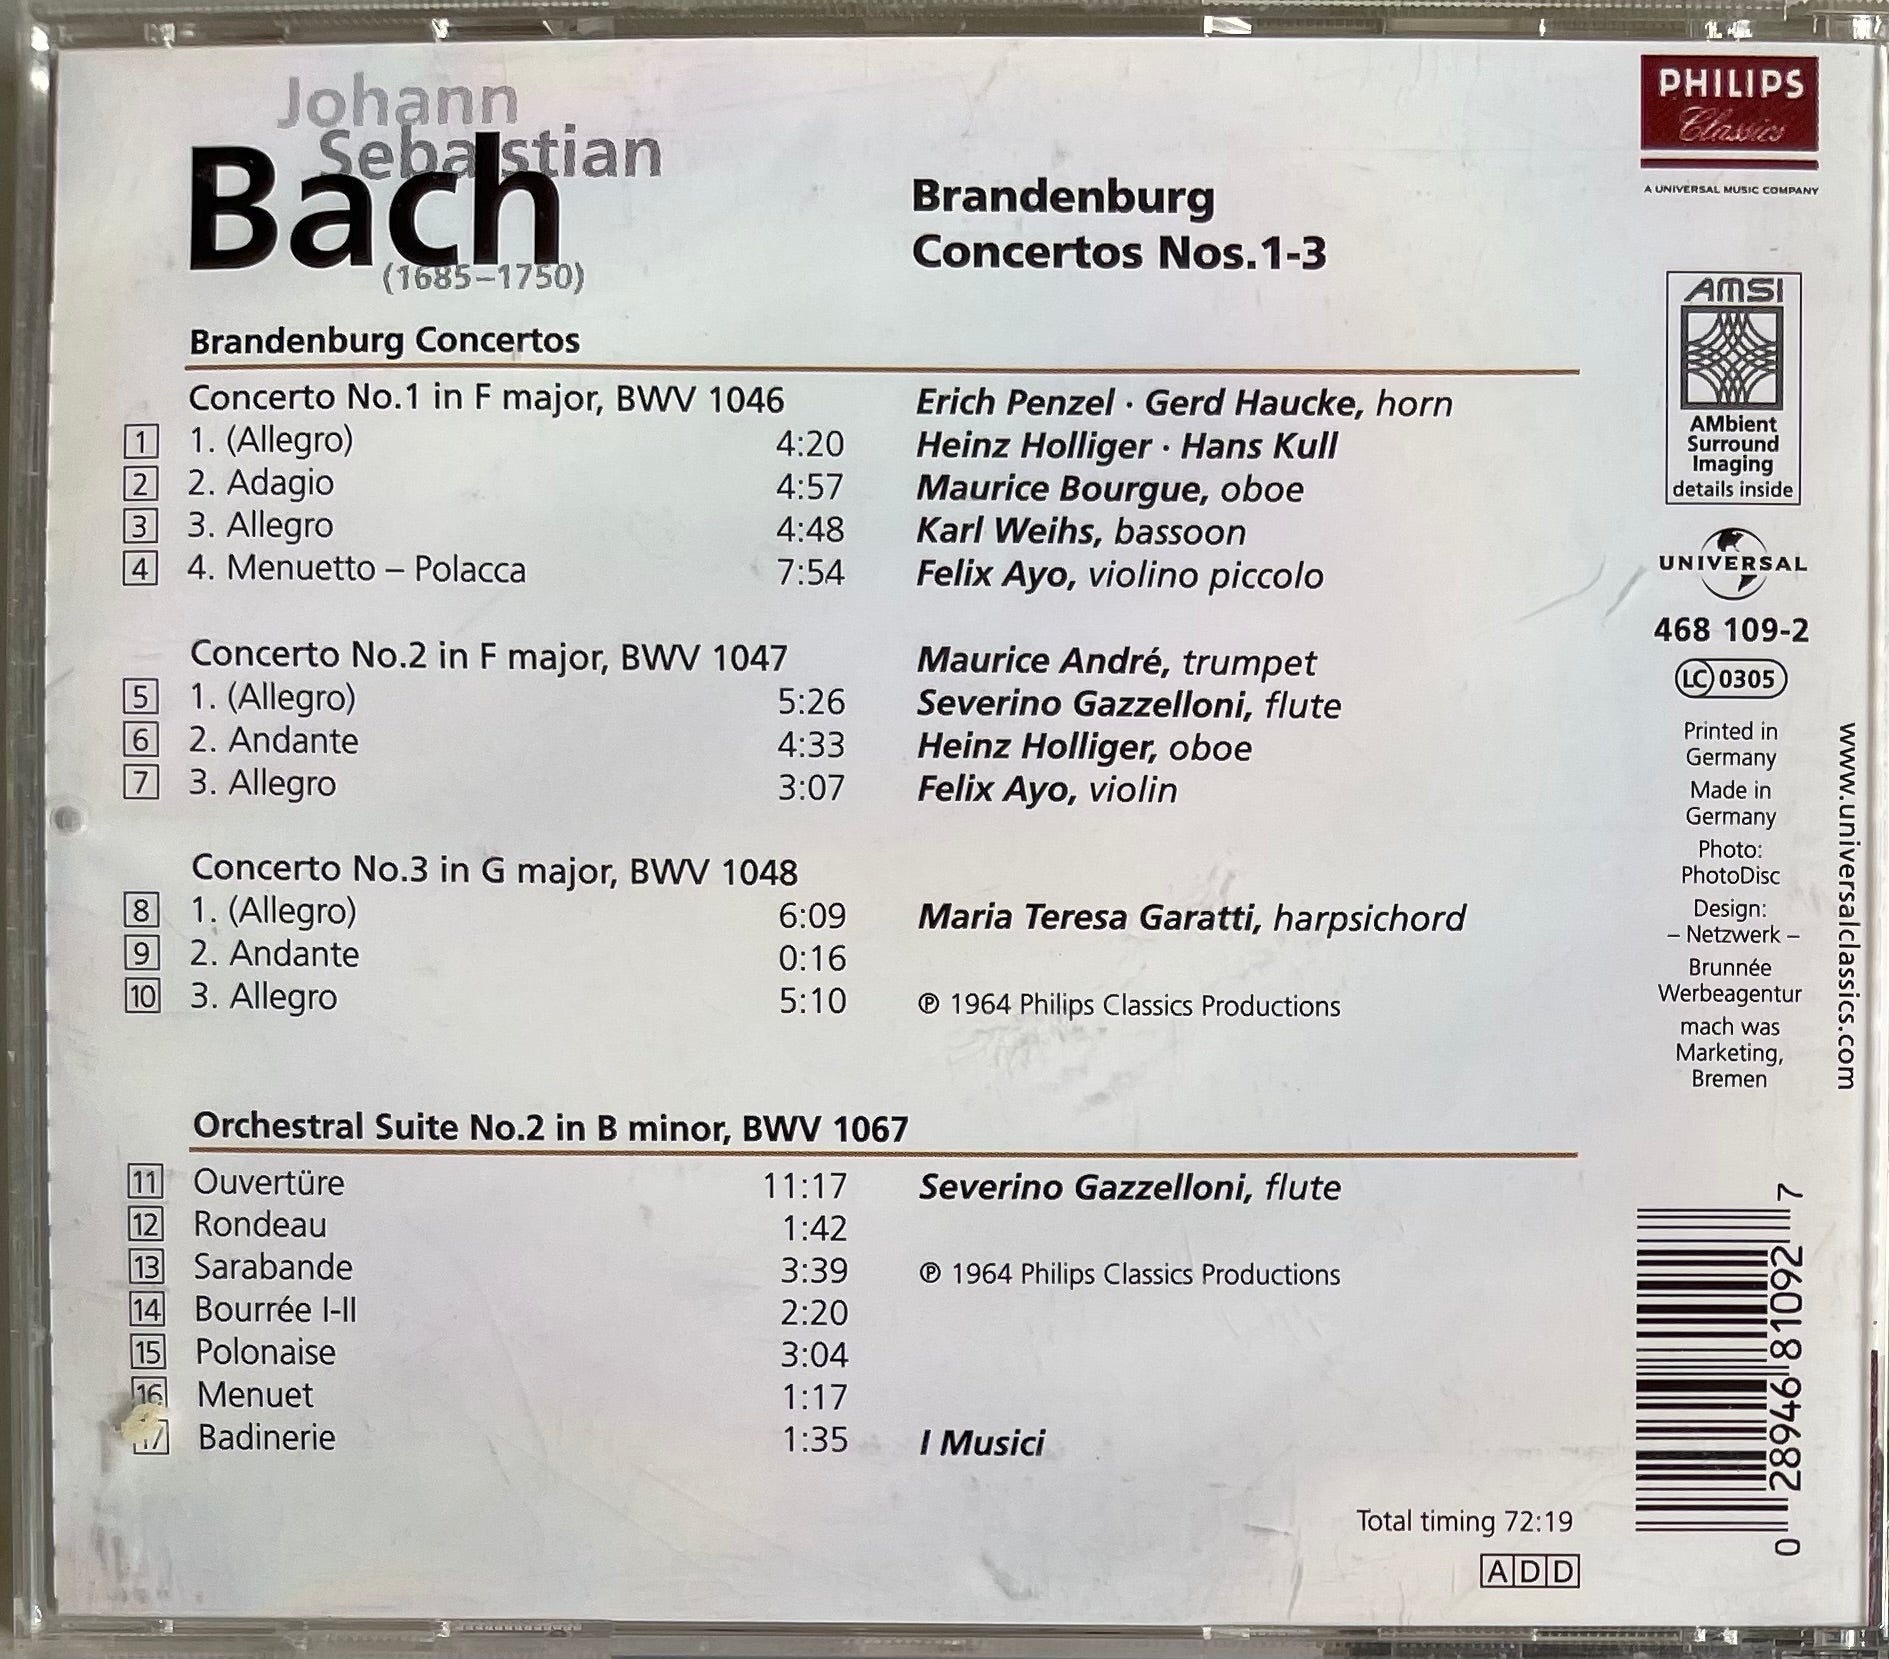 Johann
Sebastian
Bach
(1685–1750)
Brandenburg
Concertos Nos.1-3
Brandenburg Concertos
Concerto No.1 in F major, BWV 1046 Erich Penzel · Gerd Haucke, horn
1 1. (Allegro) 4:20 Heinz Holliger · Hans Kull
2 2. Adagio 4:57 Maurice Bourgue, oboe
3 3. Allegro 4:48 Karl Weihs, bassoon
4 4. Menuetto – Polacca 7:54 Felix Ayo, violino piccolo
Concerto No.2 in F major, BWV 1047 Maurice André, trumpet
5 1. (Allegro) 5:26 Severino Gazzelloni, flute
6 2. Andante 4:33 Heinz Holliger, oboe
7 3. Allegro 3:07 Felix Ayo, violin
Concerto No.3 in G major, BWV 1048
8 1. (Allegro) 6:09 Maria Teresa Garatti, harpsichord
9 2. Andante 0:16
10 3. Allegro 5:10 ℗ 1964 Philips Classics Productions
Orchestral Suite No.2 in B minor, BWV 1067
11 Ouvertüre 11:17 Severino Gazzelloni, flute
12 Rondeau 1:42
13 Sarabande 3:39 ℗ 1964 Philips Classics Productions
14 Bourrée I-II 2:20
15 Polonaise 3:04
16 Menuet 1:17
17 Badinerie 1:35 I Musici
Total timing 72:19
ADD
PHILIPS
Classics
A UNIVERSAL MUSIC COMPANY
AMSI
AMbient
Surround
Imaging
details inside
UNIVERSAL
468 109-2
LC 0305
Printed in
Germany
Made in
Germany
Photo:
PhotoDisc
Design:
– Netzwerk –
Brunnée
Werbeagentur
mach was
Marketing,
Bremen
www.universalclassics.com
0 28946 81092 7